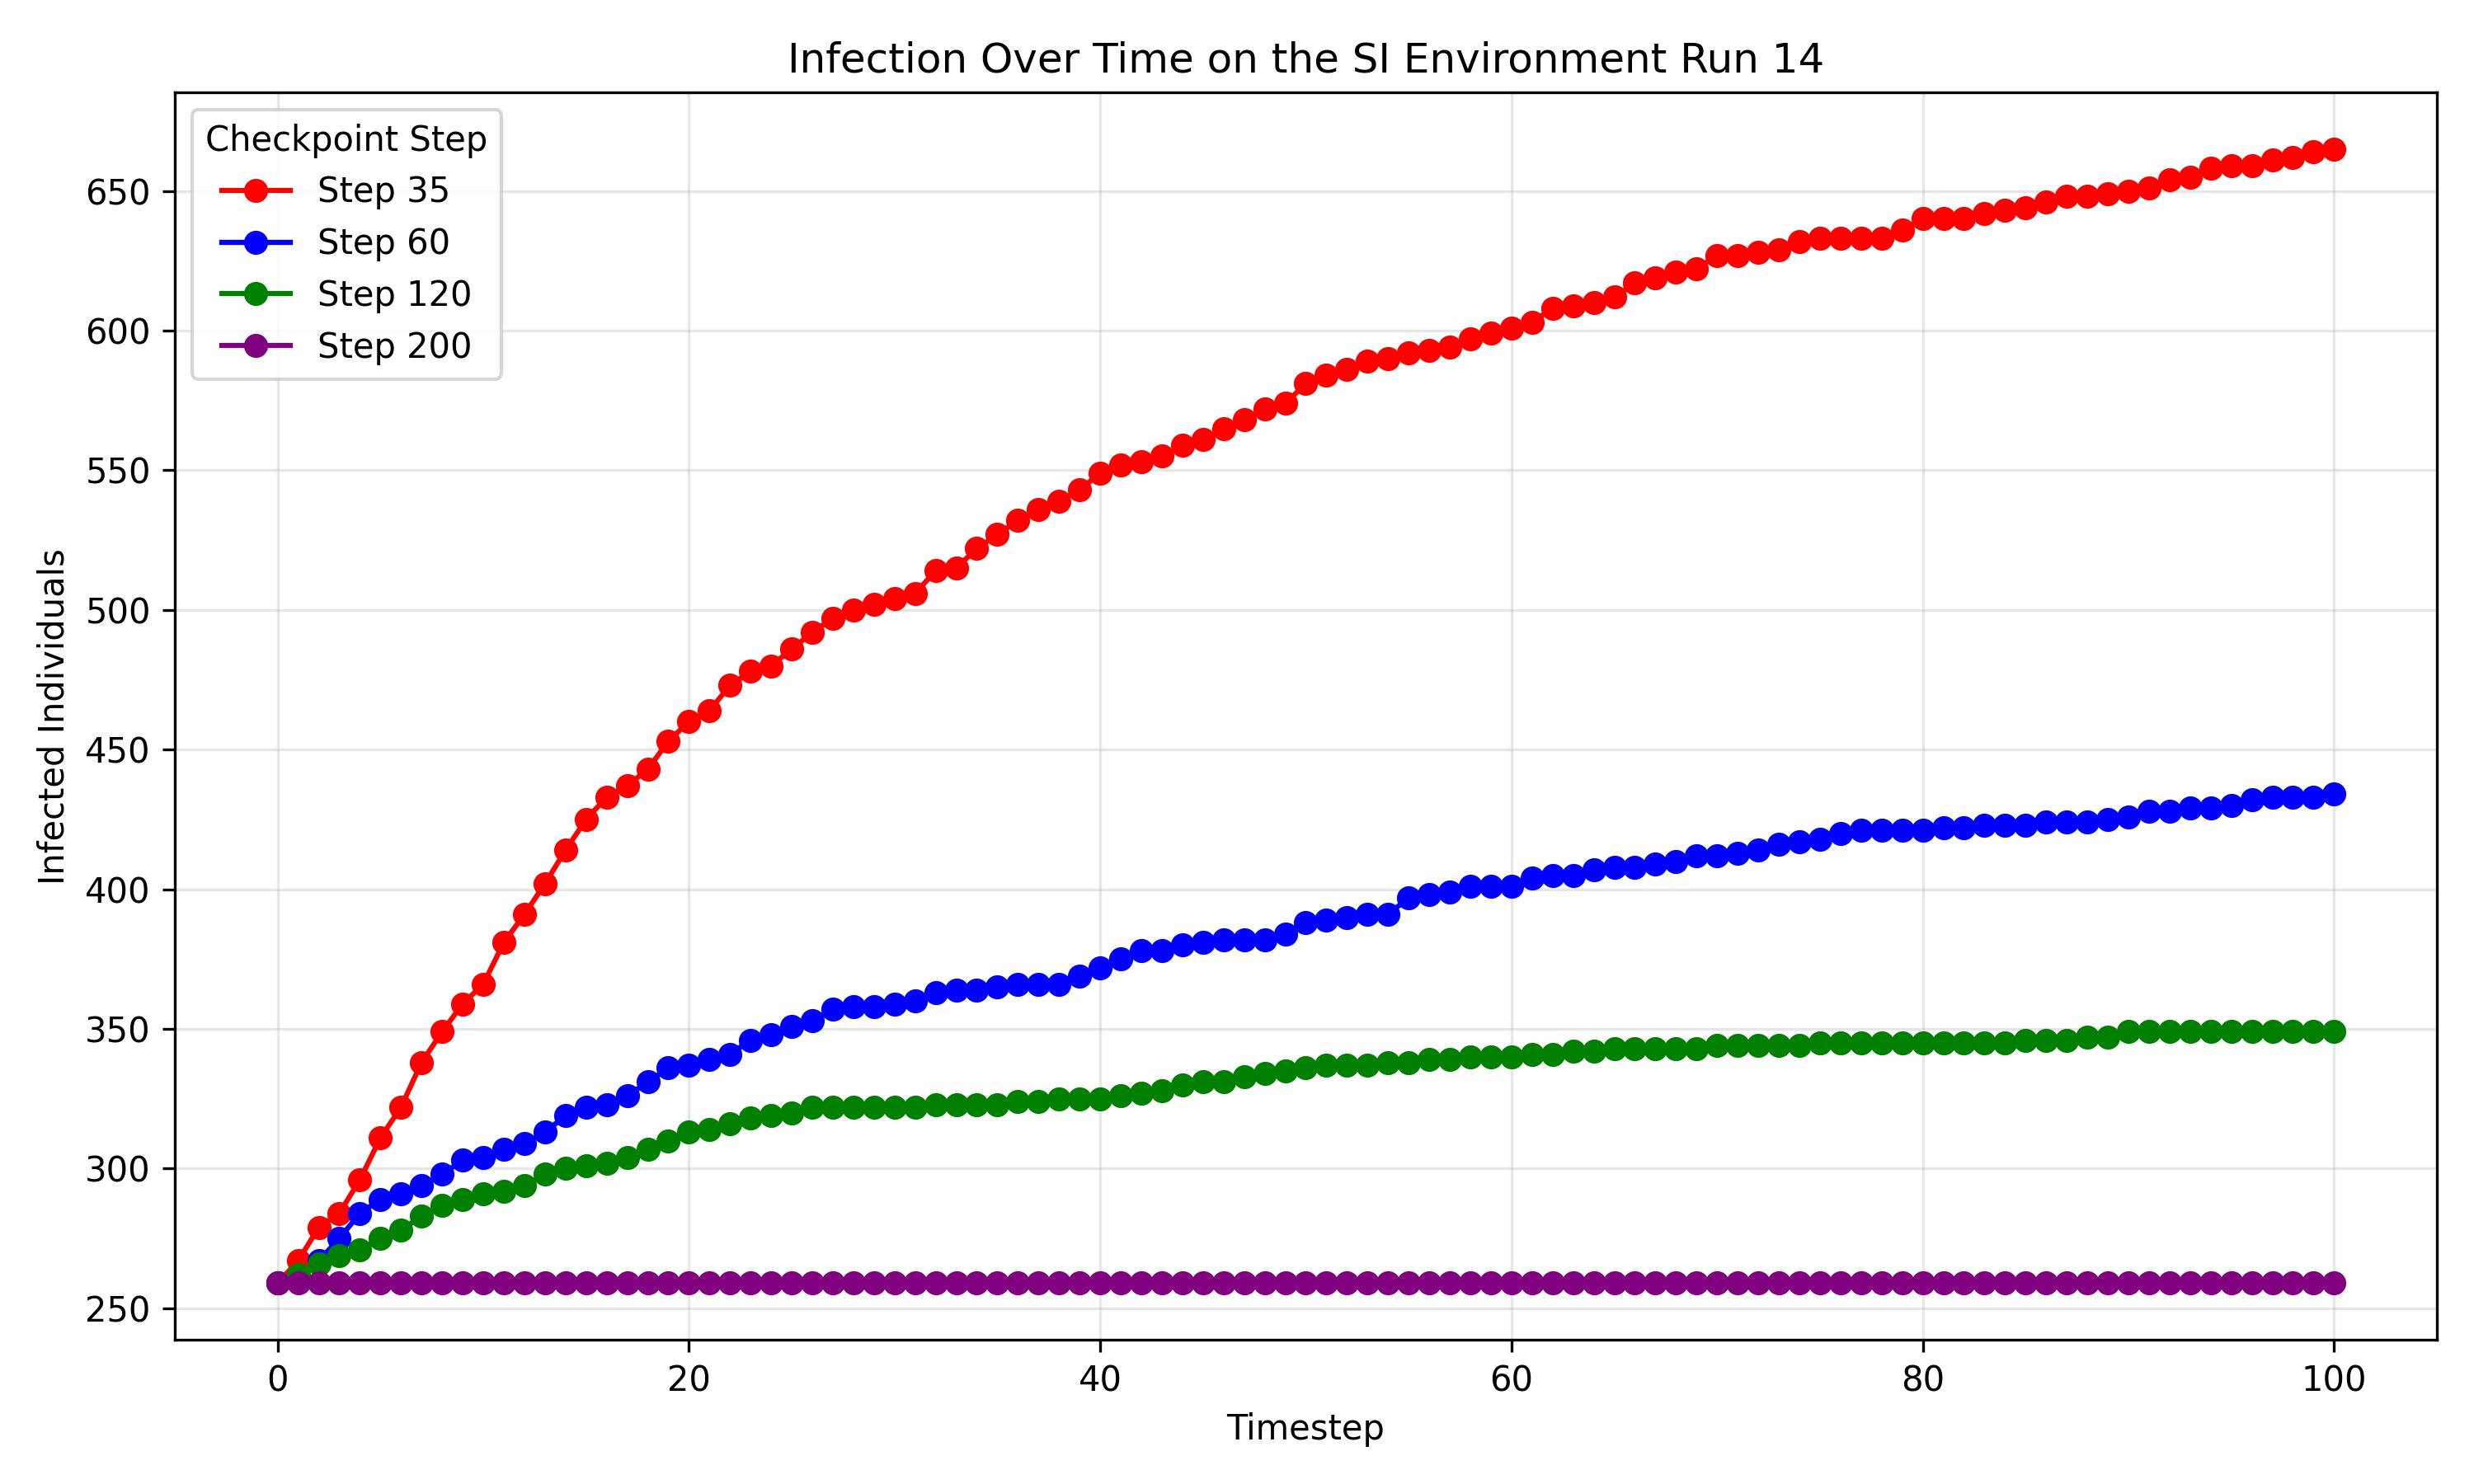 Infection Over Time on the SI Environment Run 14
Checkpoint Step
Step 35
Step 60
Step 120
Step 200
Infected Individuals
650
600
550
500
450
400
350
300
250
0 20 40 60 80 100
Timestep